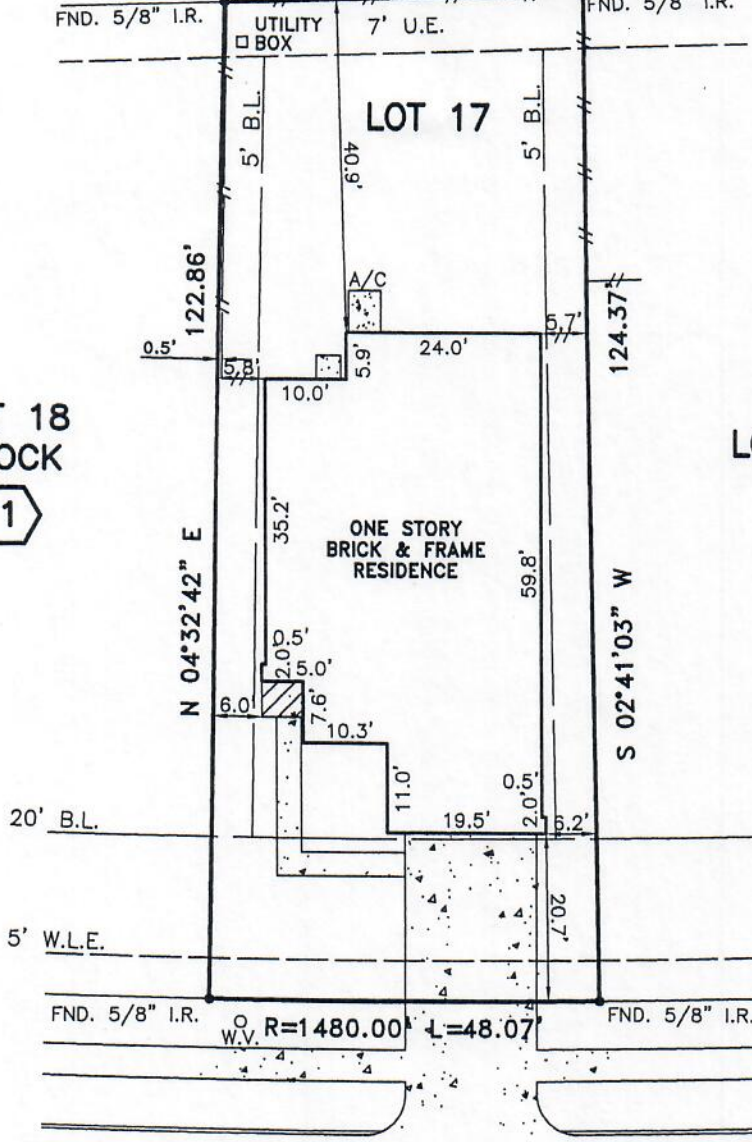 FND. 5/8" I.R.
FND. 5/8" I.R.
UTILITY
BOX
7' U.E.
5' B.L.
LOT 17
5' B.L.
40.9'
122.86'
A/C
5.7'
124.37'
0.5'
5.8'
5.9'
24.0'
10.0'
18
OCK
1
35.2'
ONE STORY
BRICK & FRAME
RESIDENCE
59.8'
N 04°32'42" E
S 02°41'03" W
0.5'
2.0'
5.0'
6.0'
7.6'
10.3'
11.0'
0.5'
2.0'
20' B.L.
19.5'
6.2'
20.7'
5' W.L.E.
FND. 5/8" I.R.
W.V.
R=1480.00' L=48.07'
FND. 5/8" I.R.